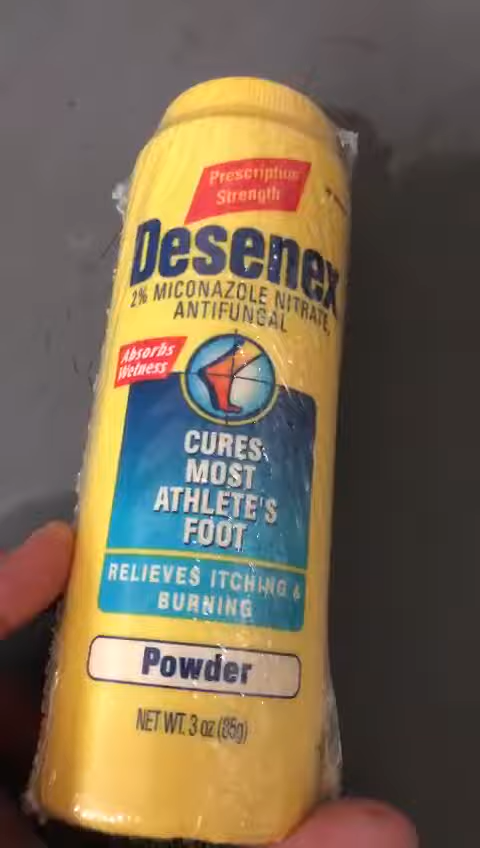 Prescription
Strength
Desenex
2% MICONAZOLE NITRATE,
ANTIFUNGAL
Absorbs
Wetness
CURES
MOST
ATHLETE'S
FOOT
RELIEVES ITCHING &
BURNING
Powder
NET WT. 3 oz (85g)